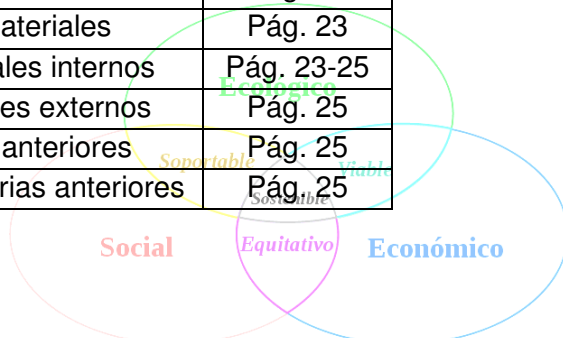 ateriales Pág. 23
ales internos Pág. 23-25
Ecológico
es externos Pág. 25
anteriores Pág. 25
Soportable
Viable
rias anteriores Pág. 25
Sostenible
Social Equitativo Económico